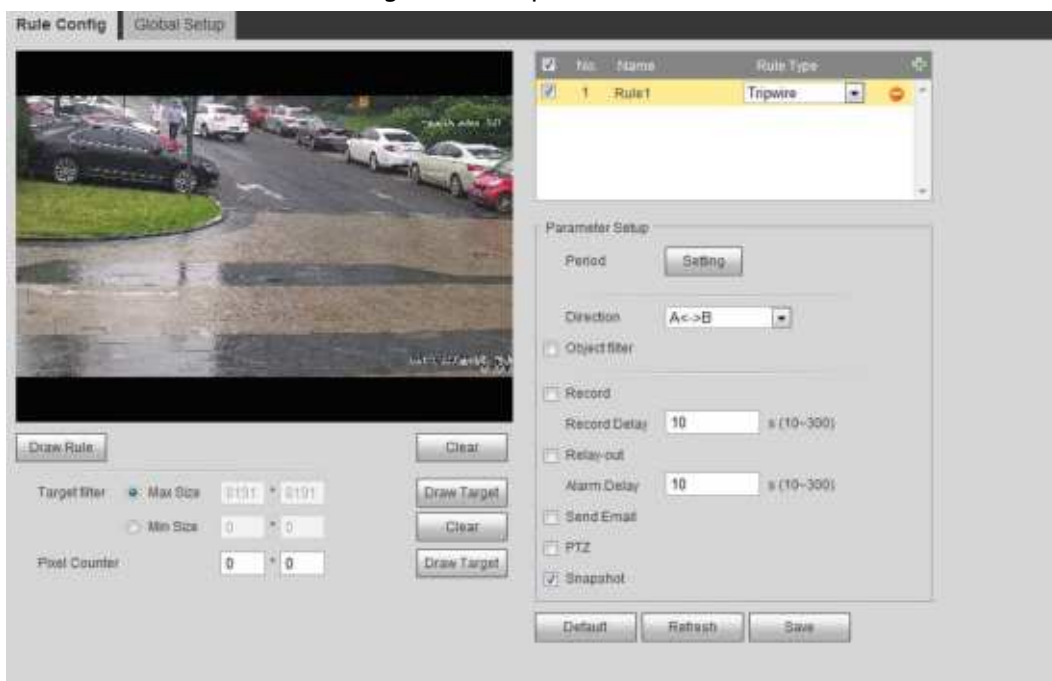 Rule Config Global Setup
No. Name Rule Type
1 Rule1 Tripwire
Parameter Setup
Period Setting
Direction A<->B
Object filter
Record
Record Delay 10 s (10~300)
Relay-out
Alarm Delay 10 s (10~300)
Send Email
PTZ
Snapshot
Default Refresh Save
Draw Rule Clear
Target filter Max Size 8191 * 8191 Draw Target
Min Size 0 * 0 Clear
Pixel Counter 0 * 0 Draw Target